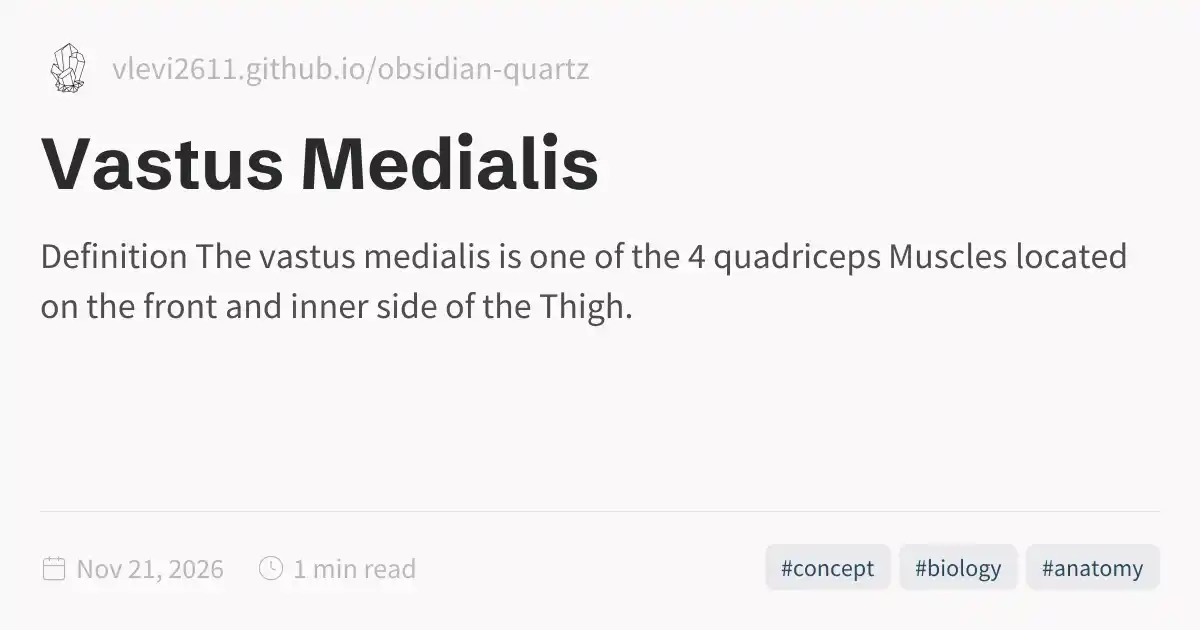 vlevi2611.github.io/obsidian-quartz
Vastus Medialis
Definition The vastus medialis is one of the 4 quadriceps Muscles located
on the front and inner side of the Thigh.
Nov 21, 2026 1 min read #concept #biology #anatomy